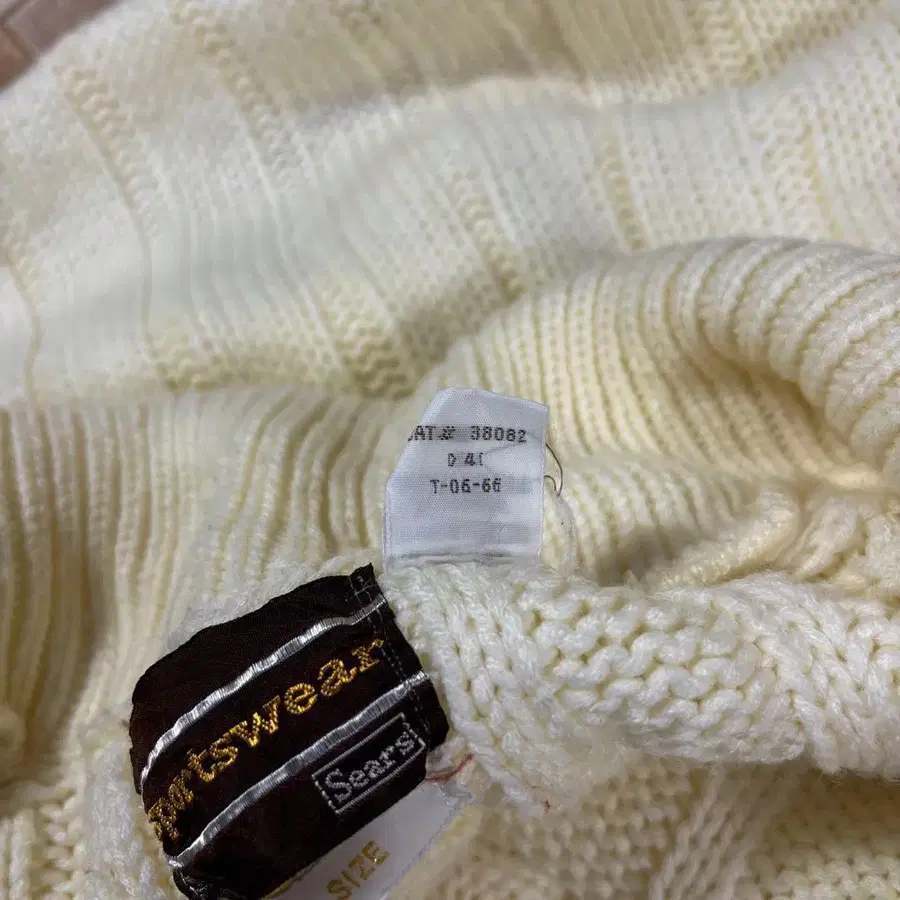 CAT# 38082
D 41
T-06-66
Sportswear
Sears
SIZE